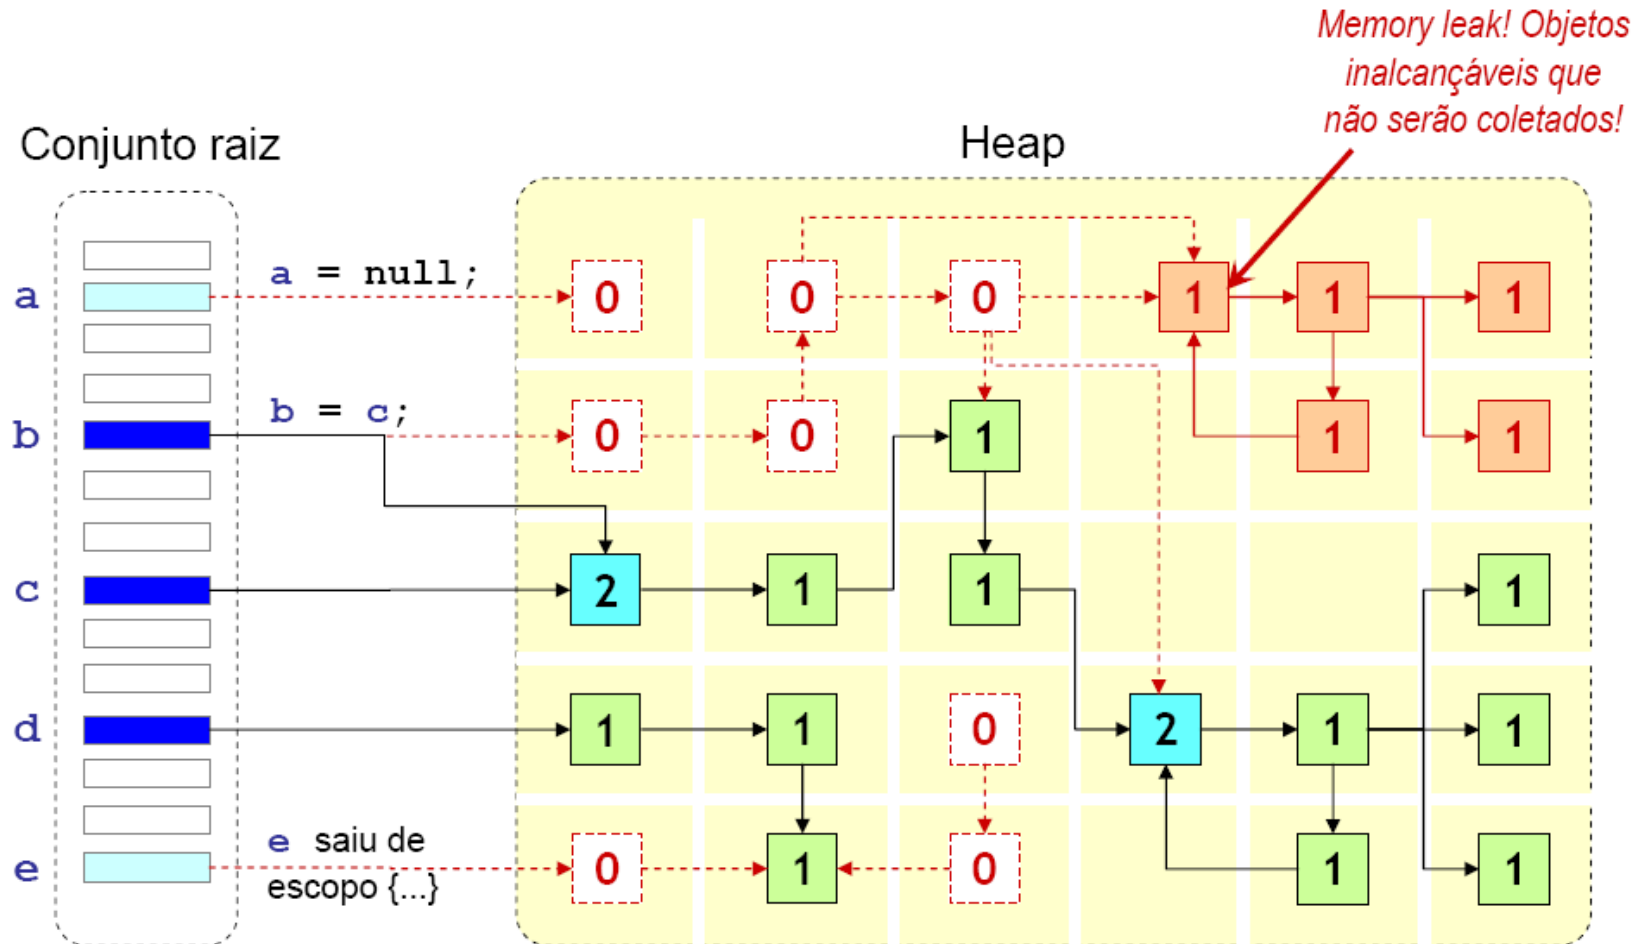 Memory leak! Objetos
inalcançáveis que
não serão coletados!
Conjunto raiz
Heap
a
a = null;
0
0
0
1
1
1
b
b = c;
0
0
1
1
1
c
2
1
1
1
d
1
1
0
2
1
1
e
e saiu de
escopo {...}
0
1
0
1
1